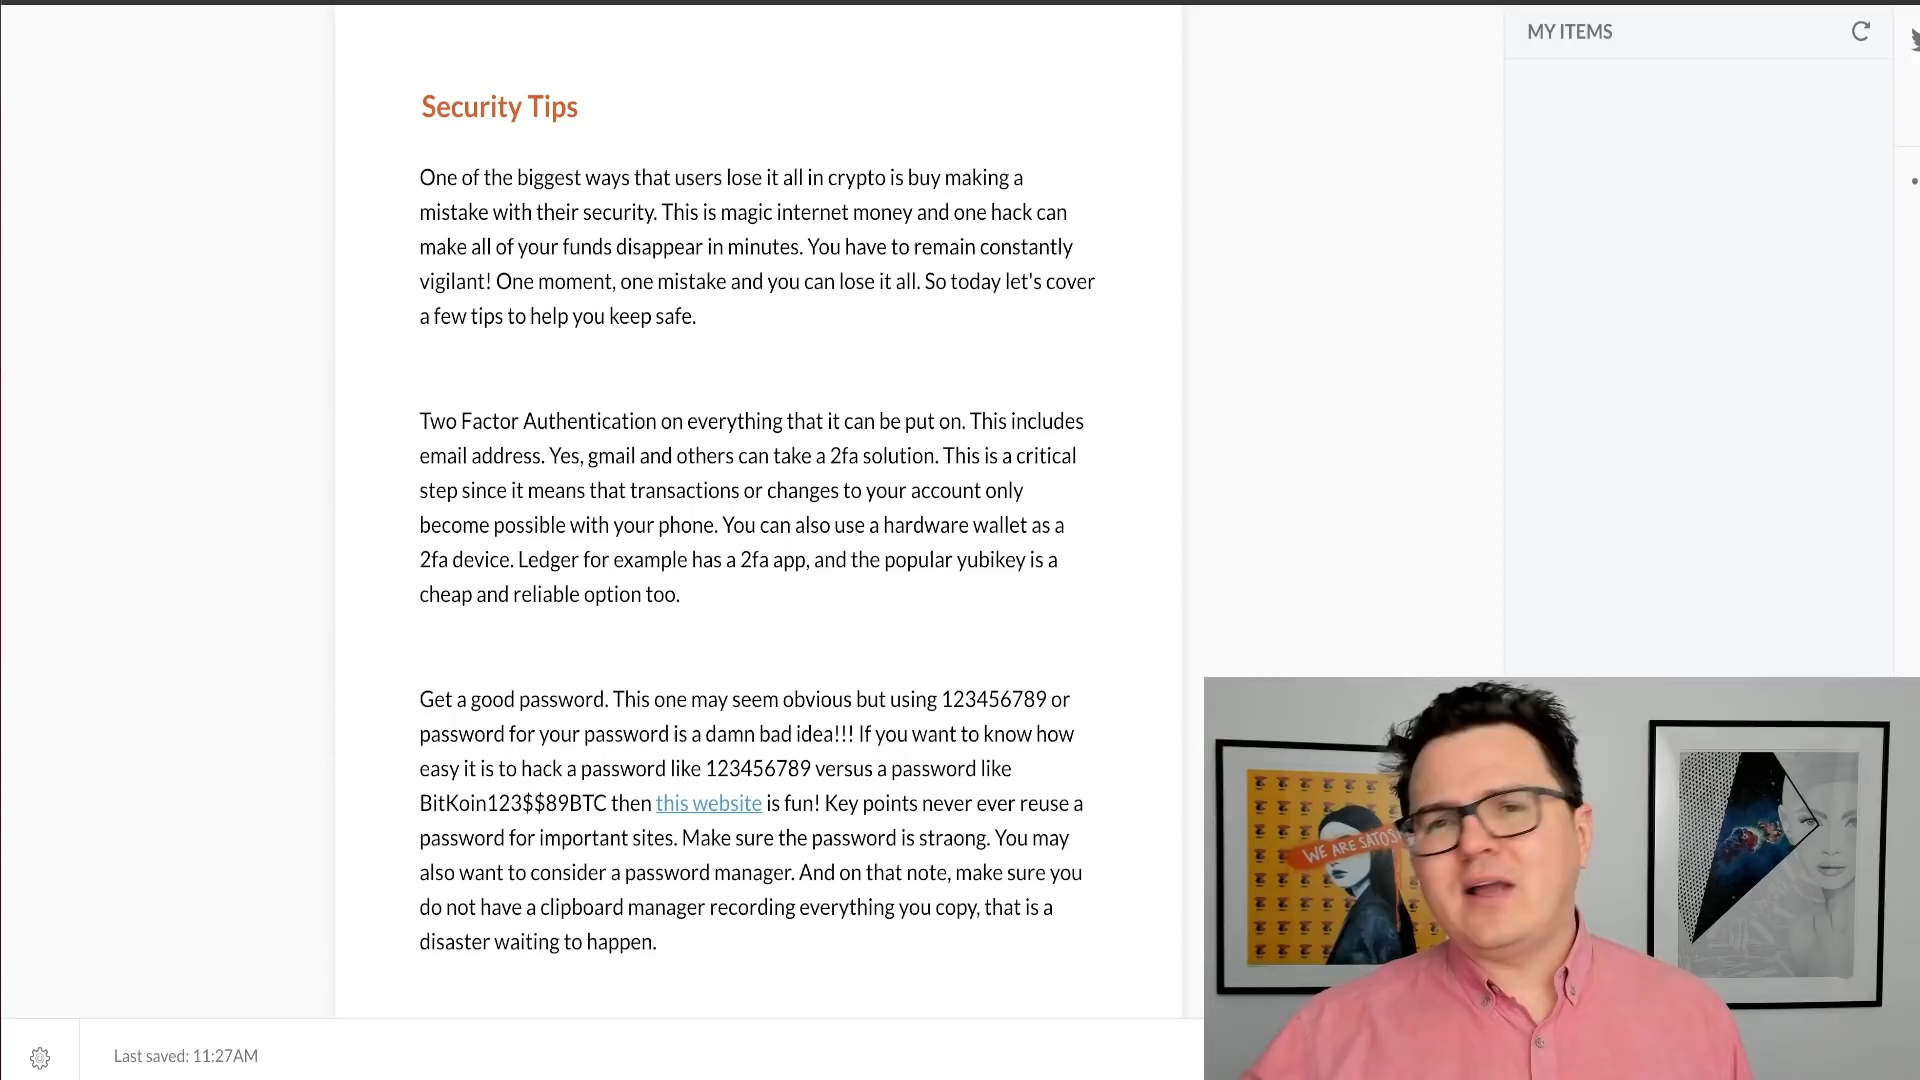 MY ITEMS
Security Tips
One of the biggest ways that users lose it all in crypto is buy making a
mistake with their security. This is magic internet money and one hack can
make all of your funds disappear in minutes. You have to remain constantly
vigilant! One moment, one mistake and you can lose it all. So today let's cover
a few tips to help you keep safe.
Two Factor Authentication on everything that it can be put on. This includes
email address. Yes, gmail and others can take a 2fa solution. This is a critical
step since it means that transactions or changes to your account only
become possible with your phone. You can also use a hardware wallet as a
2fa device. Ledger for example has a 2fa app, and the popular yubikey is a
cheap and reliable option too.
Get a good password. This one may seem obvious but using 123456789 or
password for your password is a damn bad idea!!! If you want to know how
easy it is to hack a password like 123456789 versus a password like
BitKoin123$$89BTC then this website is fun! Key points never ever reuse a
password for important sites. Make sure the password is straong. You may
also want to consider a password manager. And on that note, make sure you
do not have a clipboard manager recording everything you copy, that is a
disaster waiting to happen.
WE ARE SATOS
Last saved: 11:27AM